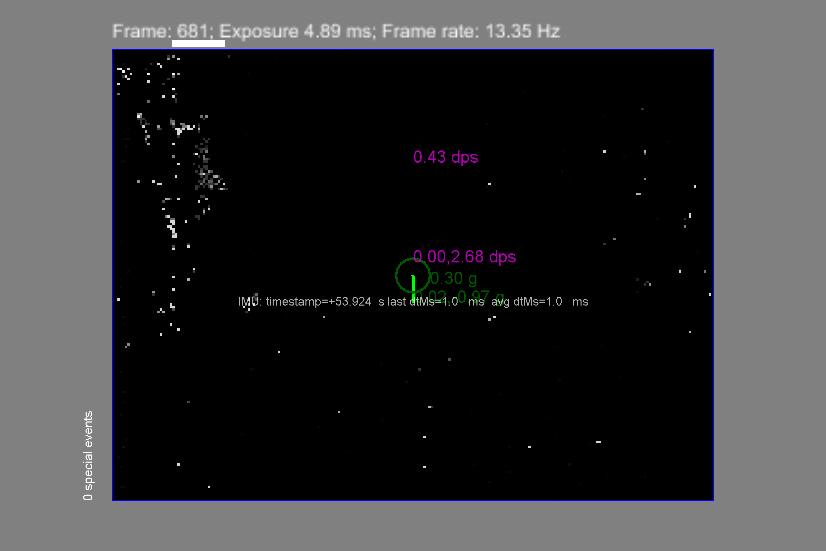 Frame: 681; Exposure 4.89 ms; Frame rate: 13.35 Hz
0.43 dps
0.00,2.68 dps
0.30 g
IMU: timestamp=+53.924 s last dtMs=1.0 ms avg dtMs=1.0 ms
0 special events